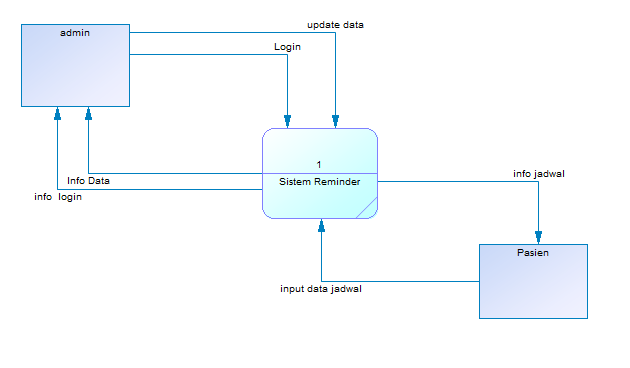 update data
admin
Login
1
info jadwal
Info Data
Sistem Reminder
info login
Pasien
input data jadwal